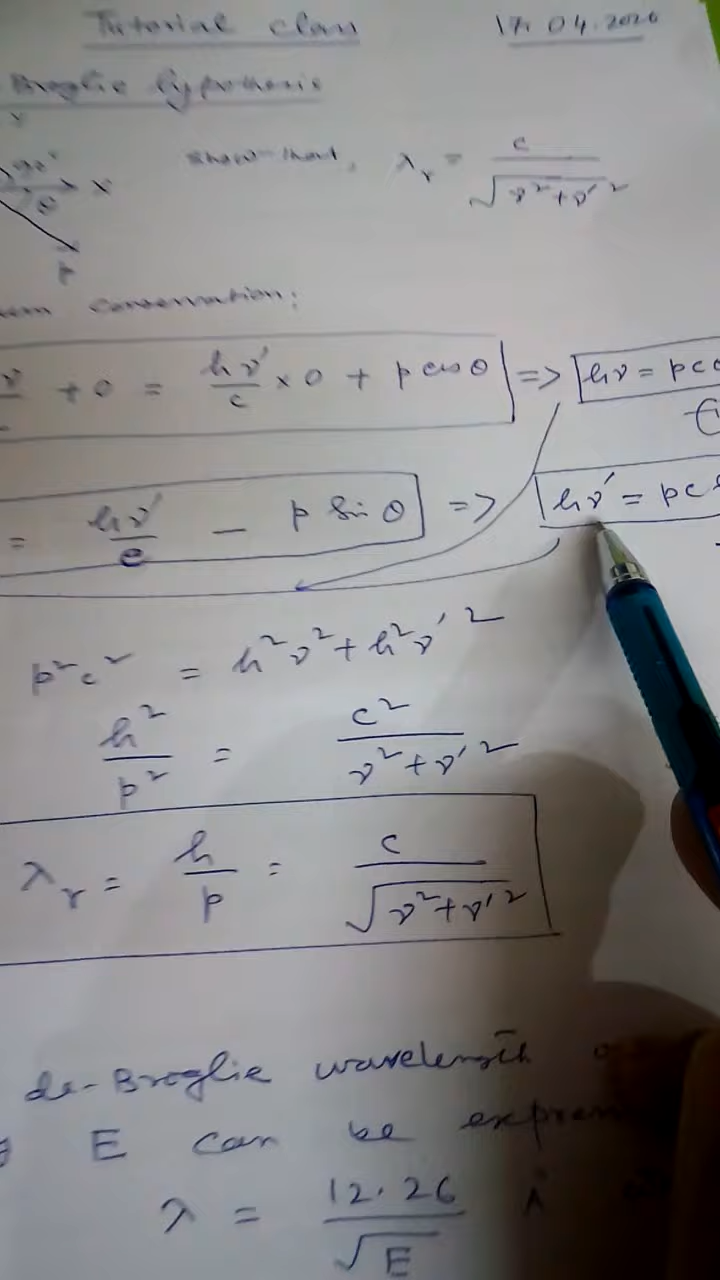 Tutorial class 17.04.2026
Broglie hypothesis
Y
90°
θ X
show that, λr = c / √(ν² + ν'²)
P
conservation:
+ 0 = hν'/c × 0 + p cos θ => hν = pc
= hν'/c − p sin θ => hν' = pc
p²c² = h²ν² + h²ν'²
h²/p² = c² / (ν² + ν'²)
λr = h/p = c / √(ν² + ν'²)
de-Broglie wavelength
E can be
λ = 12.26 / √E Å